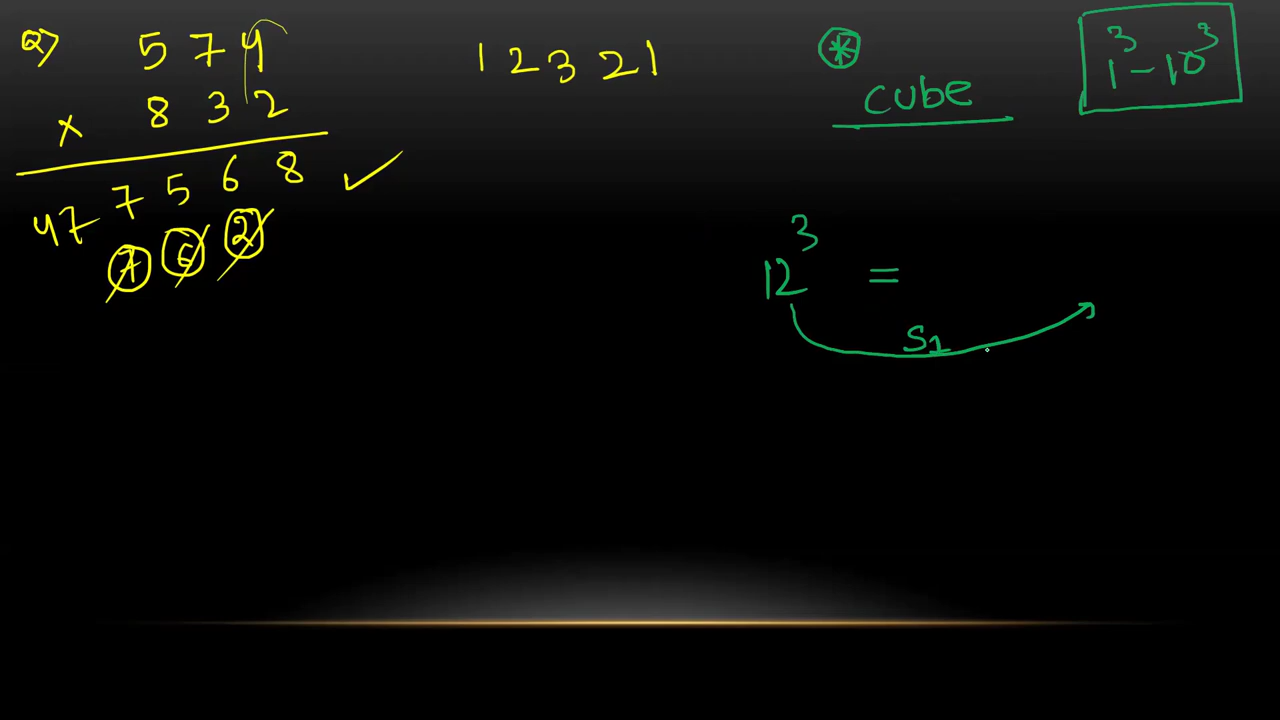 Q) 5 7 4
x 8 3 2
47 7 5 6 8 ✓
7 6 2
1 2 3 2 1
* 1³ - 10³
cube
12³ =
S1